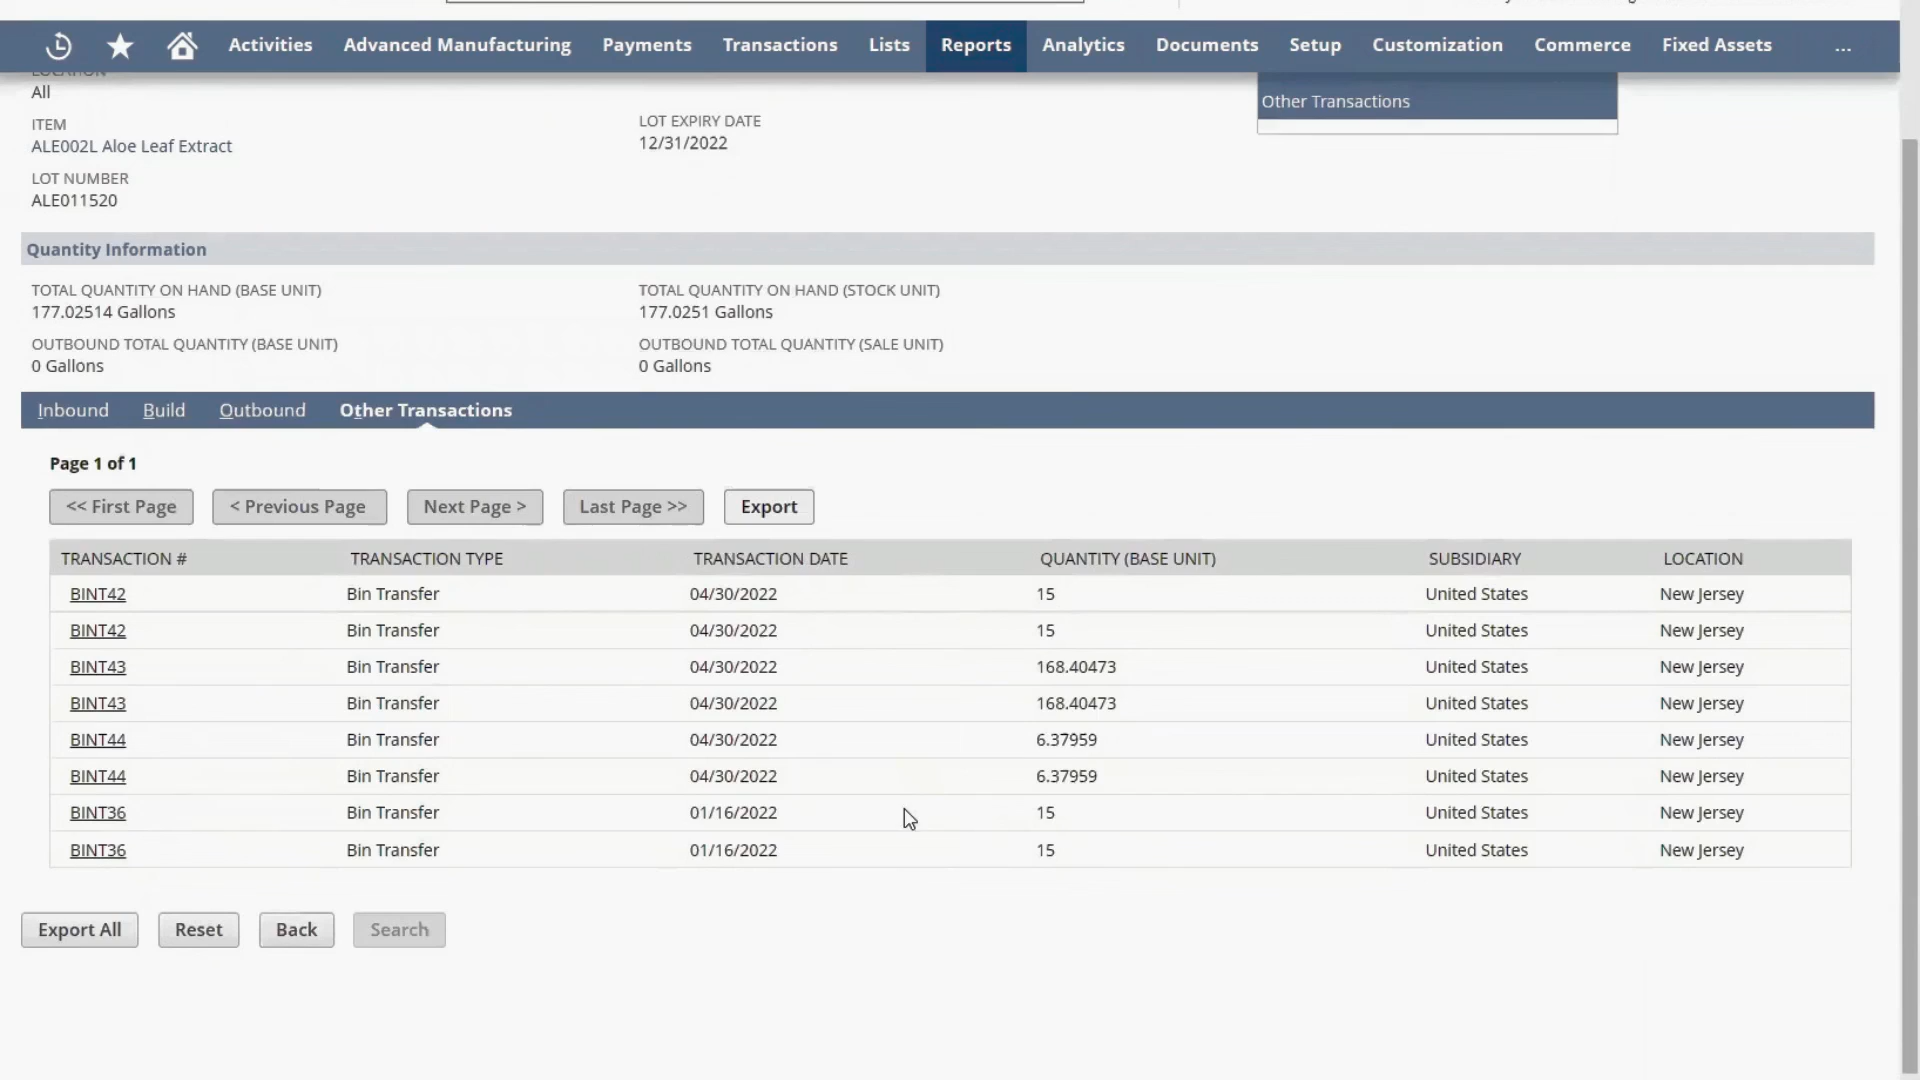 Activities Advanced Manufacturing Payments Transactions Lists Reports Analytics Documents Setup Customization Commerce Fixed Assets ...
LOCATION
All
Other Transactions
ITEM
ALE002L Aloe Leaf Extract
LOT EXPIRY DATE
12/31/2022
LOT NUMBER
ALE011520
Quantity Information
TOTAL QUANTITY ON HAND (BASE UNIT) TOTAL QUANTITY ON HAND (STOCK UNIT)
177.02514 Gallons 177.0251 Gallons
OUTBOUND TOTAL QUANTITY (BASE UNIT) OUTBOUND TOTAL QUANTITY (SALE UNIT)
0 Gallons 0 Gallons
Inbound Build Outbound Other Transactions
Page 1 of 1
<< First Page < Previous Page Next Page > Last Page >> Export
TRANSACTION # TRANSACTION TYPE TRANSACTION DATE QUANTITY (BASE UNIT) SUBSIDIARY LOCATION
BINT42 Bin Transfer 04/30/2022 15 United States New Jersey
BINT42 Bin Transfer 04/30/2022 15 United States New Jersey
BINT43 Bin Transfer 04/30/2022 168.40473 United States New Jersey
BINT43 Bin Transfer 04/30/2022 168.40473 United States New Jersey
BINT44 Bin Transfer 04/30/2022 6.37959 United States New Jersey
BINT44 Bin Transfer 04/30/2022 6.37959 United States New Jersey
BINT36 Bin Transfer 01/16/2022 15 United States New Jersey
BINT36 Bin Transfer 01/16/2022 15 United States New Jersey
Export All Reset Back Search